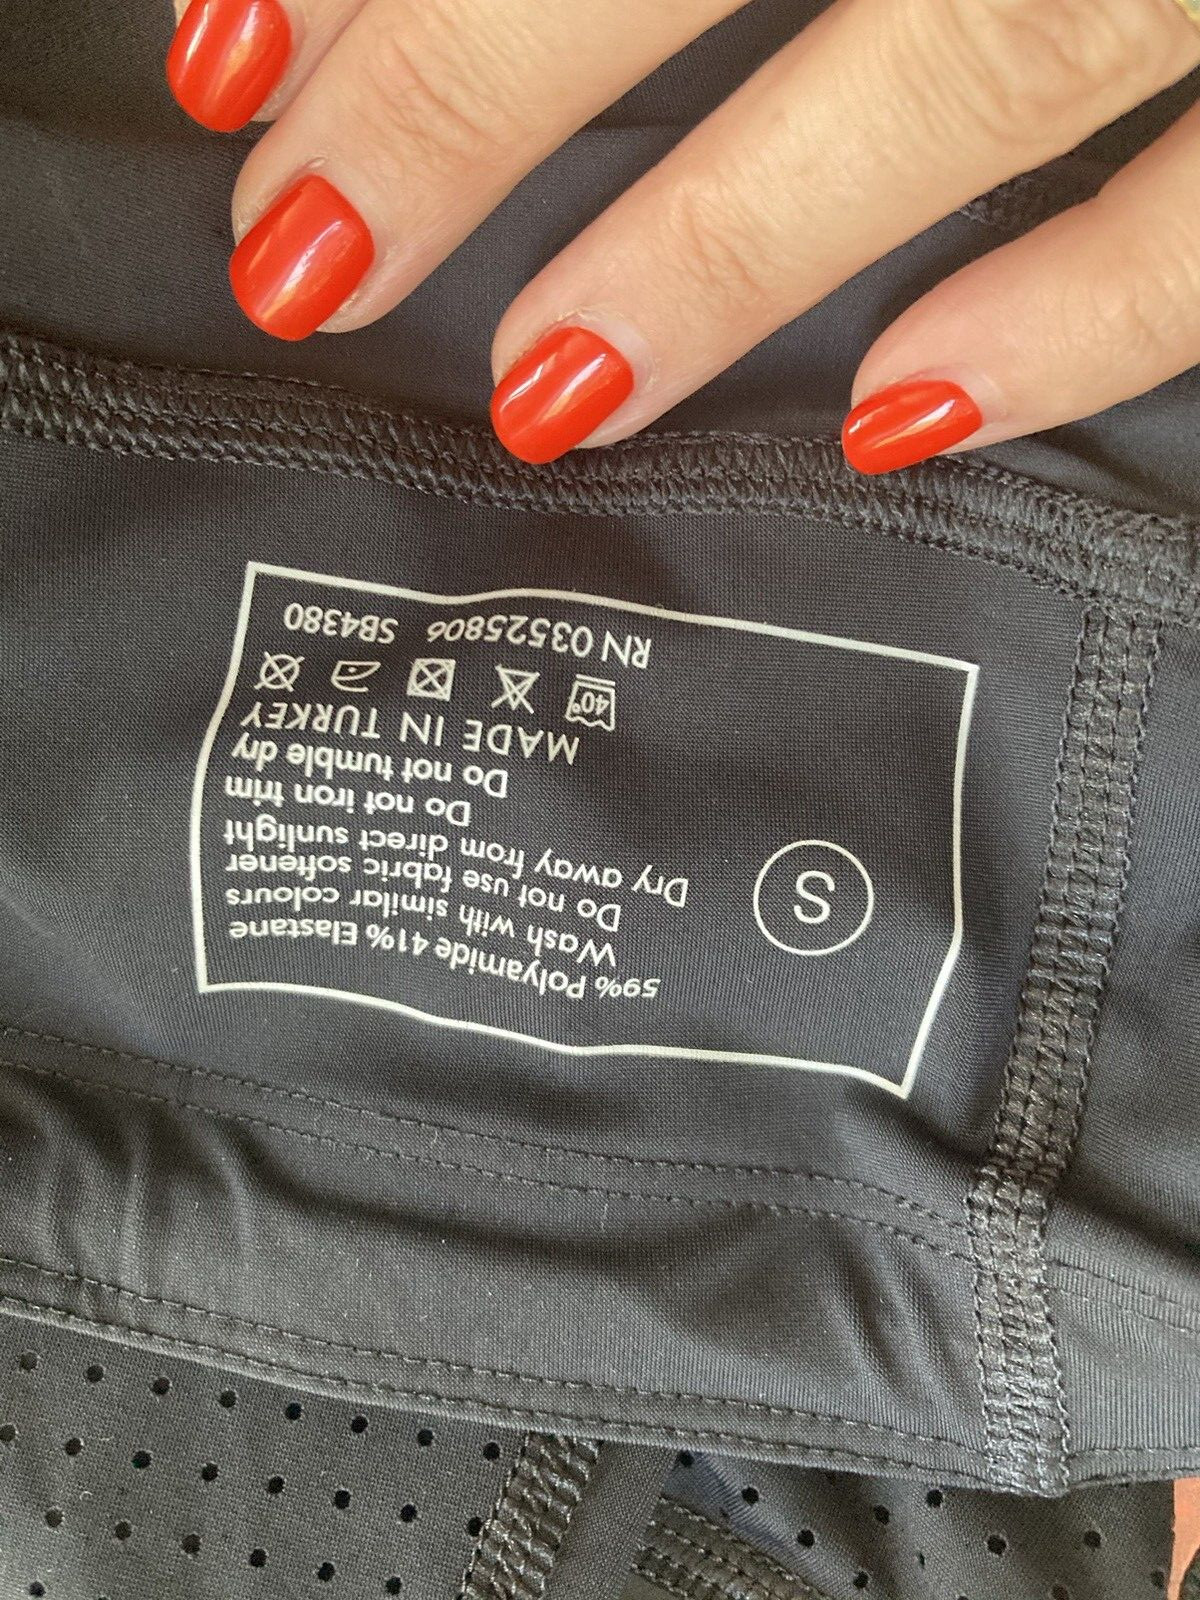 S
59% Polyamide 41% Elastane
Wash with similar colours
Do not use fabric softener
Dry away from direct sunlight
Do not iron trim
Do not tumble dry
MADE IN TURKEY
40°
RN 03525806 SB4380